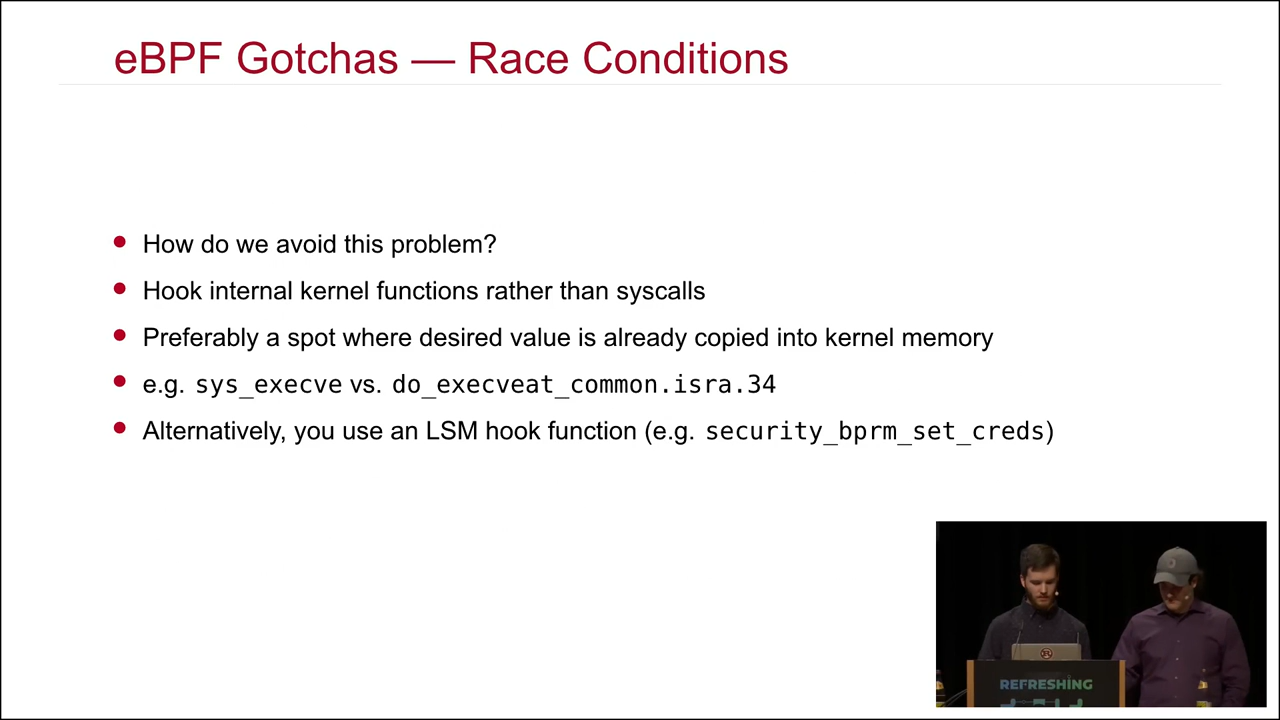 eBPF Gotchas — Race Conditions
How do we avoid this problem?
Hook internal kernel functions rather than syscalls
Preferably a spot where desired value is already copied into kernel memory
e.g. sys_execve vs. do_execveat_common.isra.34
Alternatively, you use an LSM hook function (e.g. security_bprm_set_creds)
REFRESHING